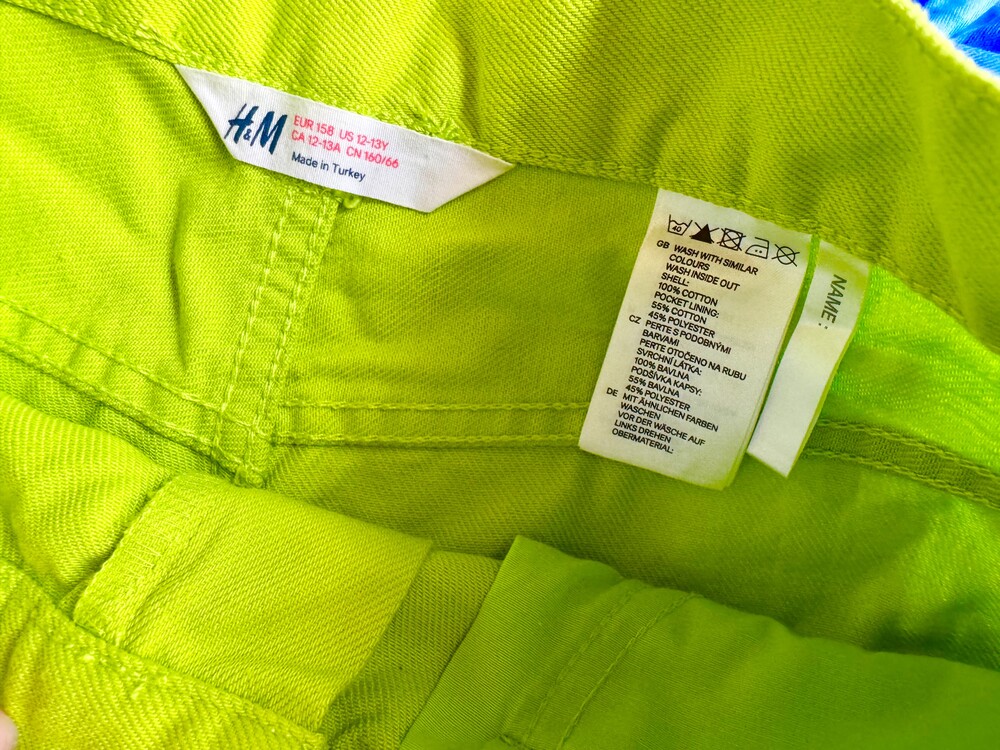 H&M
EUR 158 US 12-13Y
CA 12-13A CN 160/66
Made in Turkey
40
GB WASH WITH SIMILAR
COLOURS
WASH INSIDE OUT
SHELL:
100% COTTON
POCKET LINING:
55% COTTON
45% POLYESTER
CZ PERTE S PODOBNÝMI
BARVAMI
PERTE OTOČENO NA RUBU
SVRCHNÍ LÁTKA:
100% BAVLNA
PODŠÍVKA KAPSY:
55% BAVLNA
45% POLYESTER
DE MIT ÄHNLICHEN FARBEN
WASCHEN
VOR DER WÄSCHE AUF
LINKS DREHEN
OBERMATERIAL:
NAME: